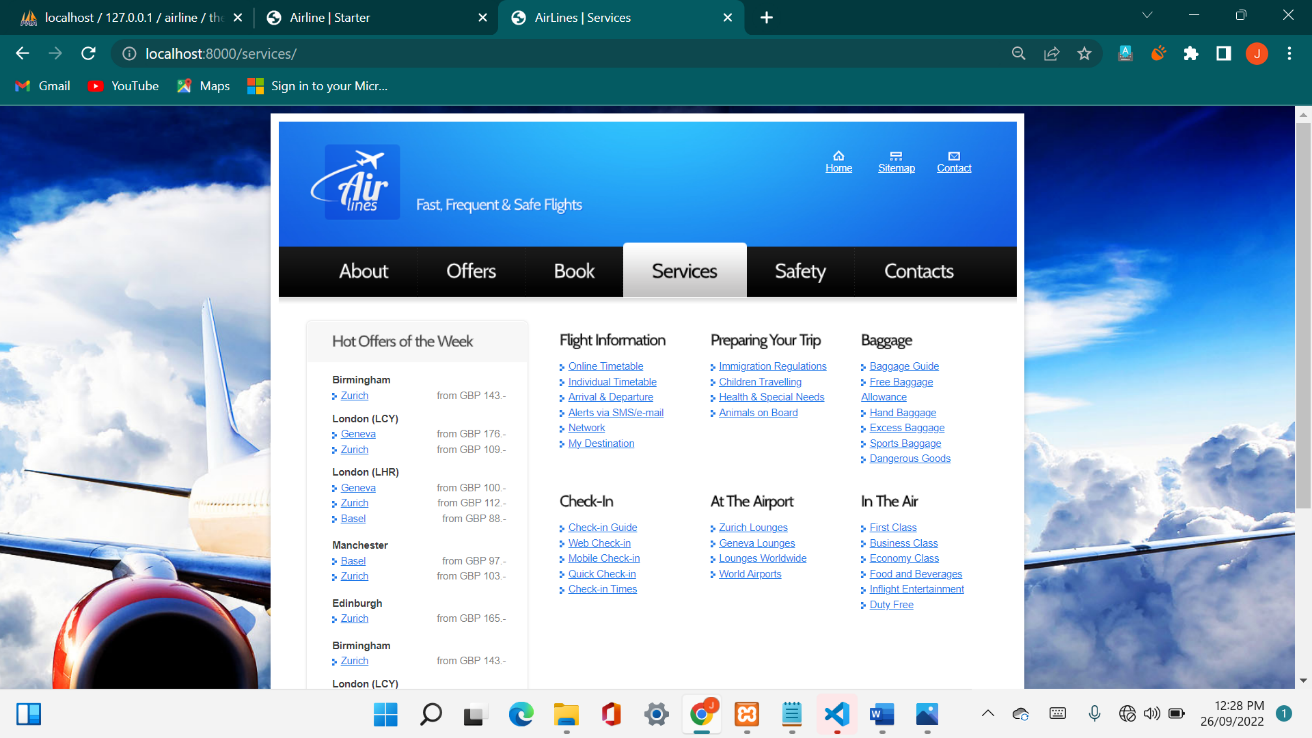 localhost / 127.0.0.1 / airline / the
Airline | Starter
AirLines | Services
localhost:8000/services/
J
Gmail
YouTube
Maps
Sign in to your Micr...
Air
lines
Fast, Frequent & Safe Flights
Home
Sitemap
Contact
About
Offers
Book
Services
Safety
Contacts
Hot Offers of the Week
Birmingham
Zurich from GBP 143.-
London (LCY)
Geneva from GBP 176.-
Zurich from GBP 109.-
London (LHR)
Geneva from GBP 100.-
Zurich from GBP 112.-
Basel from GBP 88.-
Manchester
Basel from GBP 97.-
Zurich from GBP 103.-
Edinburgh
Zurich from GBP 165.-
Birmingham
Zurich from GBP 143.-
London (LCY)
Flight Information
Online Timetable
Individual Timetable
Arrival & Departure
Alerts via SMS/e-mail
Network
My Destination
Preparing Your Trip
Immigration Regulations
Children Travelling
Health & Special Needs
Animals on Board
Baggage
Baggage Guide
Free Baggage
Allowance
Hand Baggage
Excess Baggage
Sports Baggage
Dangerous Goods
Check-In
Check-in Guide
Web Check-in
Mobile Check-in
Quick Check-in
Check-in Times
At The Airport
Zurich Lounges
Geneva Lounges
Lounges Worldwide
World Airports
In The Air
First Class
Business Class
Economy Class
Food and Beverages
Inflight Entertainment
Duty Free
J
12:28 PM
26/09/2022
1